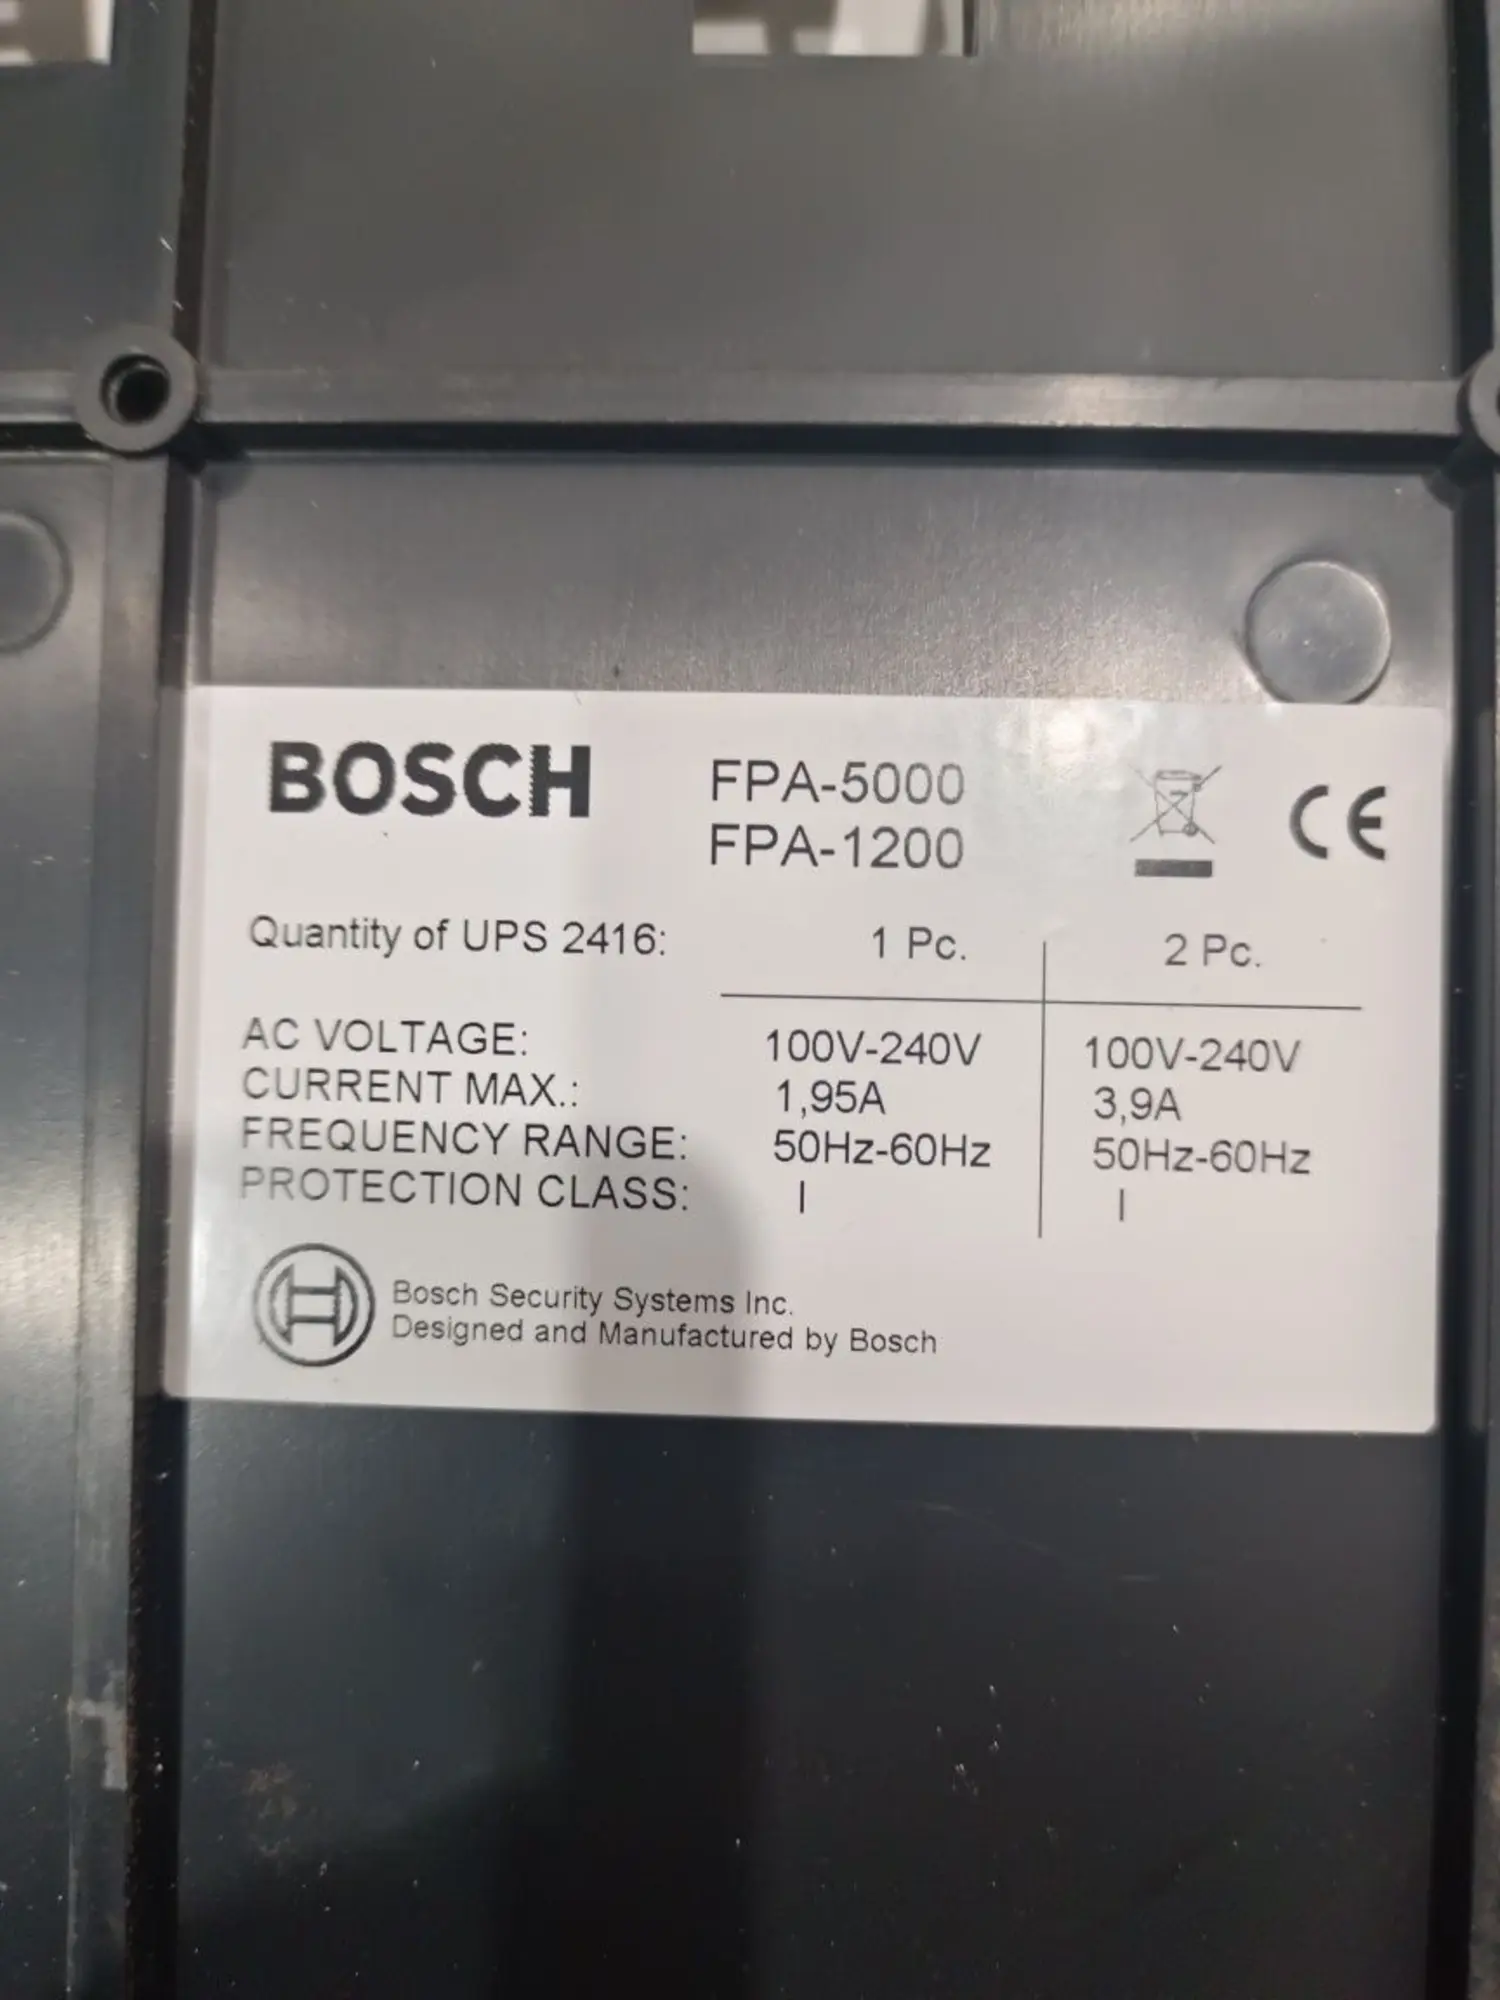 BOSCH
FPA-5000
FPA-1200
CE
Quantity of UPS 2416: 1 Pc. 2 Pc.
AC VOLTAGE: 100V-240V 100V-240V
CURRENT MAX.: 1,95A 3,9A
FREQUENCY RANGE: 50Hz-60Hz 50Hz-60Hz
PROTECTION CLASS: I I
Bosch Security Systems Inc.
Designed and Manufactured by Bosch